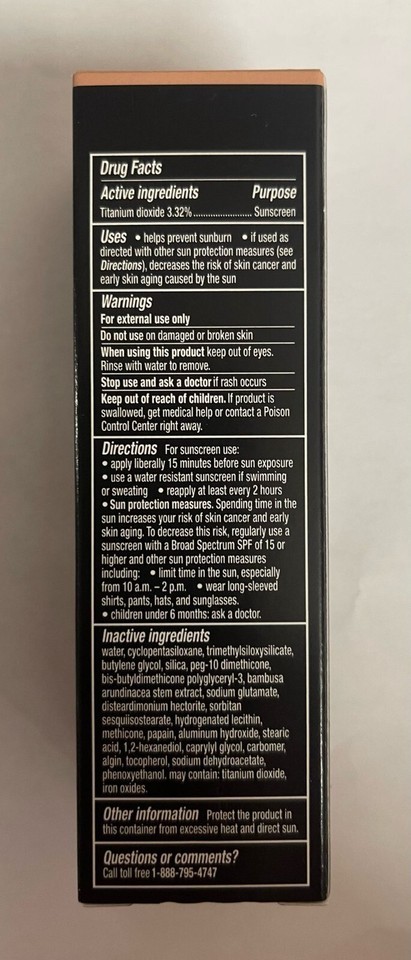 Drug Facts
Active ingredients Purpose
Titanium dioxide 3.32%...................... Sunscreen
Uses • helps prevent sunburn • if used as
directed with other sun protection measures (see
Directions), decreases the risk of skin cancer and
early skin aging caused by the sun
Warnings
For external use only
Do not use on damaged or broken skin
When using this product keep out of eyes.
Rinse with water to remove.
Stop use and ask a doctor if rash occurs
Keep out of reach of children. If product is
swallowed, get medical help or contact a Poison
Control Center right away.
Directions For sunscreen use:
• apply liberally 15 minutes before sun exposure
• use a water resistant sunscreen if swimming
or sweating • reapply at least every 2 hours
• Sun protection measures. Spending time in the
sun increases your risk of skin cancer and early
skin aging. To decrease this risk, regularly use a
sunscreen with a Broad Spectrum SPF of 15 or
higher and other sun protection measures
including: • limit time in the sun, especially
from 10 a.m. – 2 p.m. • wear long-sleeved
shirts, pants, hats, and sunglasses.
• children under 6 months: ask a doctor.
Inactive ingredients
water, cyclopentasiloxane, trimethylsiloxysilicate,
butylene glycol, silica, peg-10 dimethicone,
bis-butyldimethicone polyglyceryl-3, bambusa
arundinacea stem extract, sodium glutamate,
disteardimonium hectorite, sorbitan
sesquiisostearate, hydrogenated lecithin,
methicone, papain, aluminum hydroxide, stearic
acid, 1,2-hexanediol, caprylyl glycol, carbomer,
algin, tocopherol, sodium dehydroacetate,
phenoxyethanol. may contain: titanium dioxide,
iron oxides.
Other information Protect the product in
this container from excessive heat and direct sun.
Questions or comments?
Call toll free 1-888-795-4747